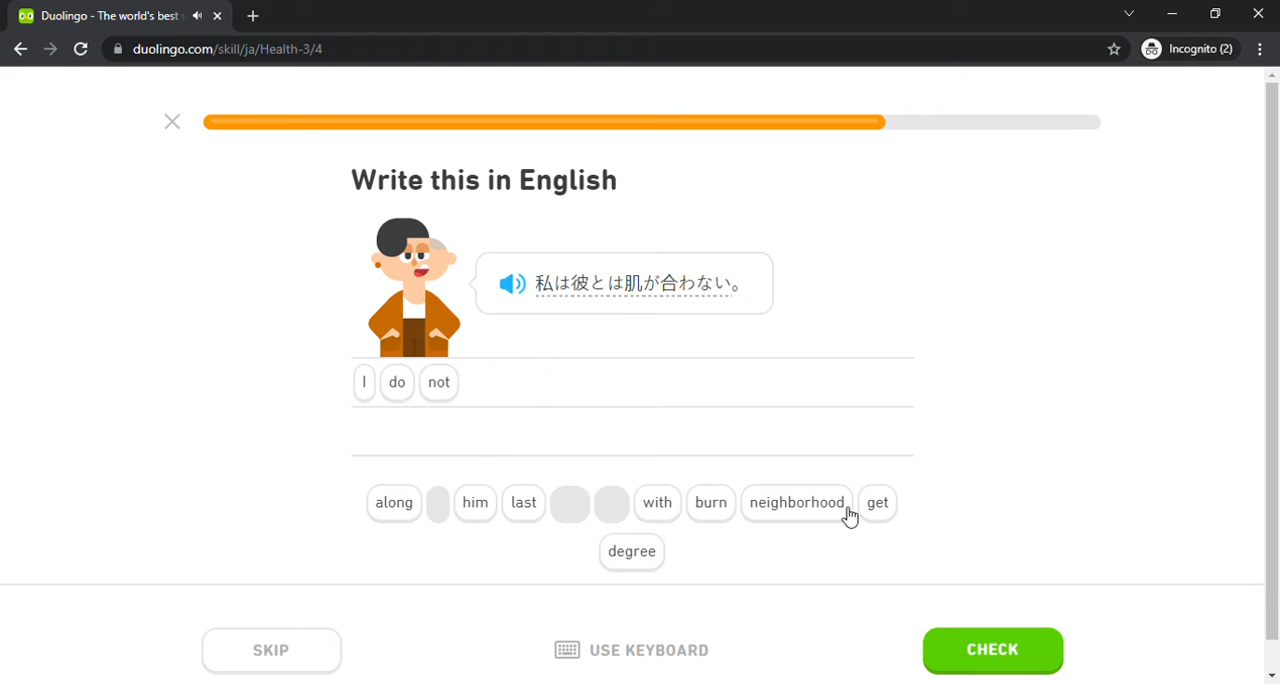 Duolingo - The world's best
duolingo.com/skill/ja/Health-3/4
Incognito (2)
Write this in English
私は彼とは肌が合わない。
I do not
along him last with burn neighborhood get
degree
SKIP
USE KEYBOARD
CHECK